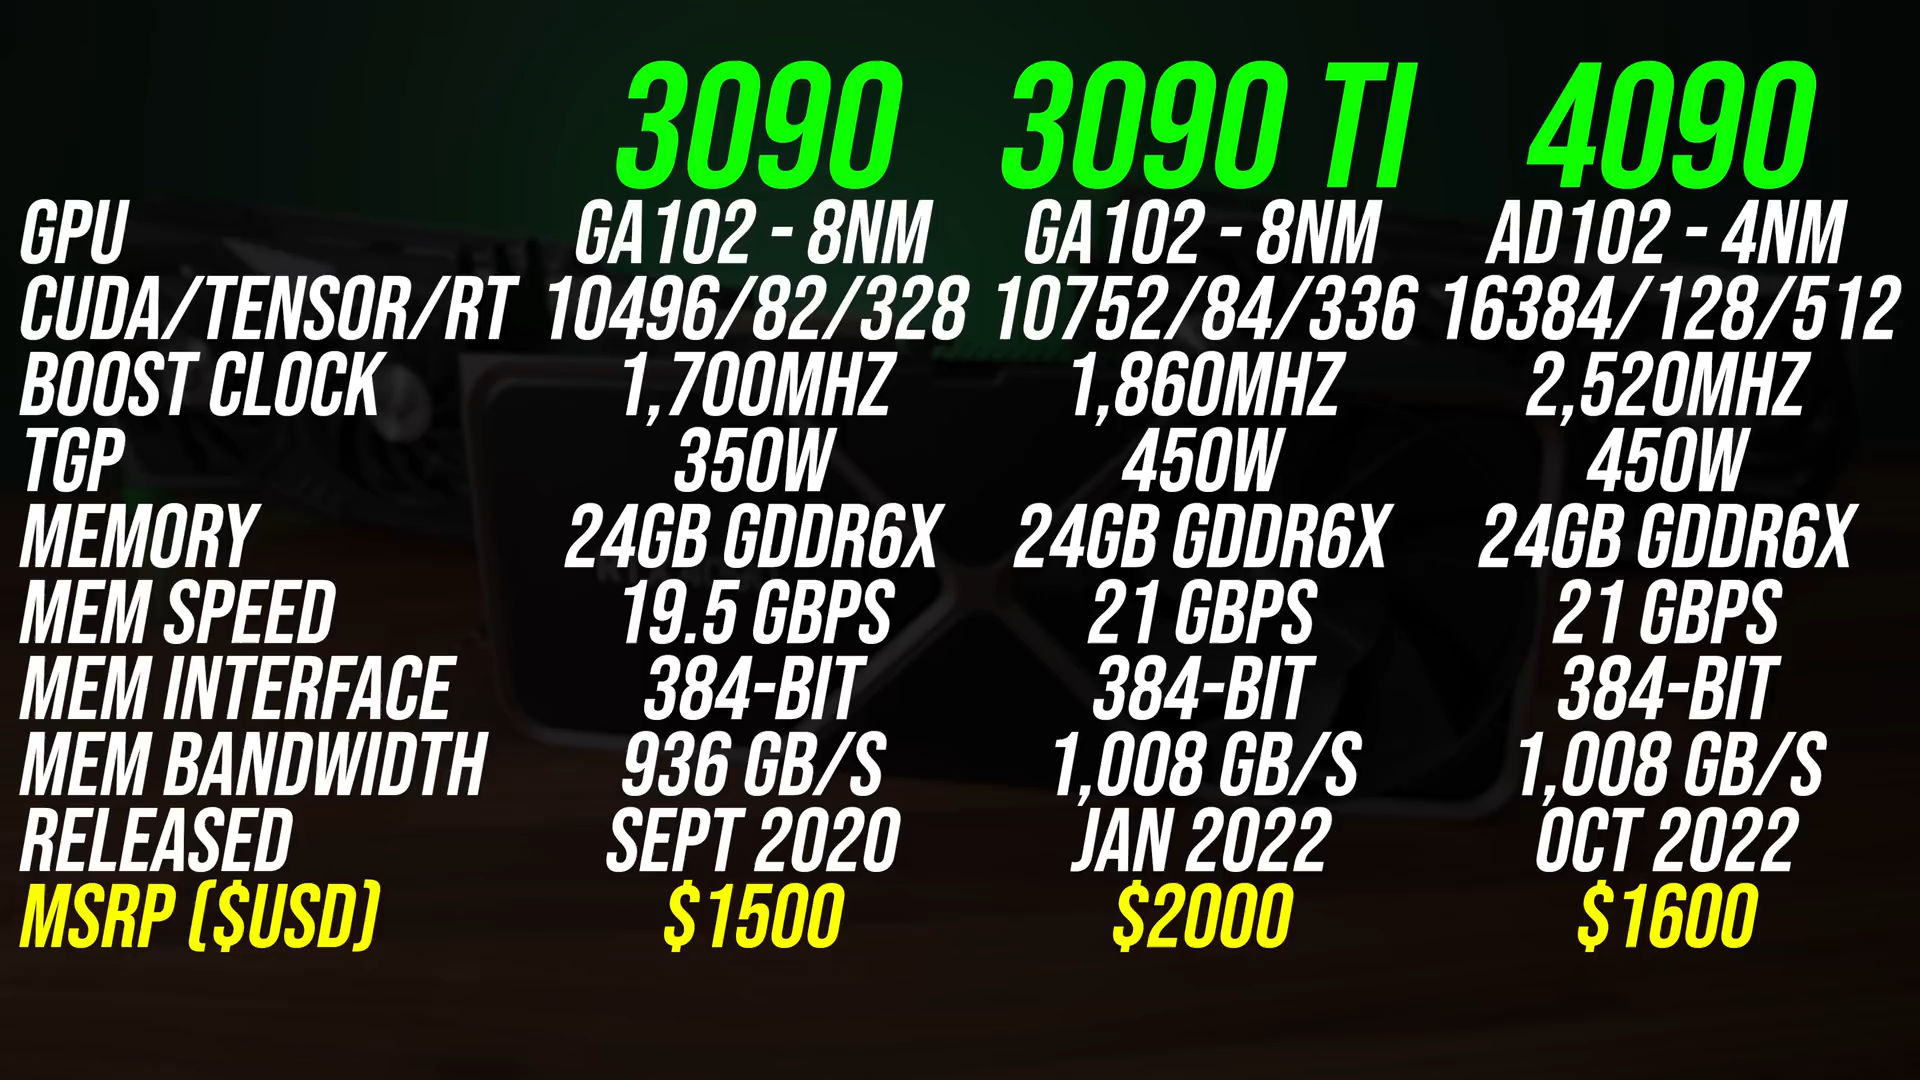 3090 3090 TI 4090
GPU GA102 - 8NM GA102 - 8NM AD102 - 4NM
CUDA/TENSOR/RT 10496/82/328 10752/84/336 16384/128/512
BOOST CLOCK 1,700MHZ 1,860MHZ 2,520MHZ
TGP 350W 450W 450W
MEMORY 24GB GDDR6X 24GB GDDR6X 24GB GDDR6X
MEM SPEED 19.5 GBPS 21 GBPS 21 GBPS
MEM INTERFACE 384-BIT 384-BIT 384-BIT
MEM BANDWIDTH 936 GB/S 1,008 GB/S 1,008 GB/S
RELEASED SEPT 2020 JAN 2022 OCT 2022
MSRP ($USD) $1500 $2000 $1600